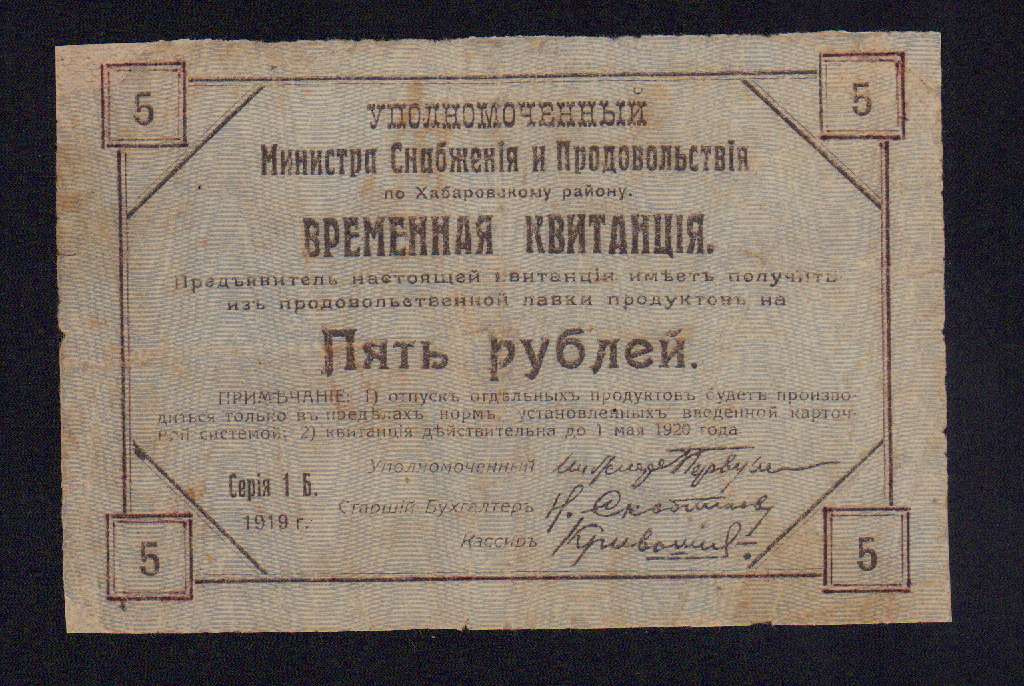 5 5
УПОЛНОМОЧЕННЫЙ
Министра Снабженія и Продовольствія
по Хабаровскому району.
ВРЕМЕННАЯ КВИТАНЦІЯ.
Предъявитель настоящей квитанціи имѣетъ получить
изъ продовольственной лавки продуктовъ на
Пять рублей.
ПРИМѢЧАНІЕ: 1) отпускъ отдѣльныхъ продуктовъ будетъ произво-
диться только въ предѣлахъ нормъ, установленныхъ введенной карточ-
ной системой; 2) квитанція дѣйствительна до 1 мая 1920 года
Уполномоченный
Серія 1 Б.
Старшій Бухгалтеръ Н. Скобликов
1919 г.
Кассиръ
5 5